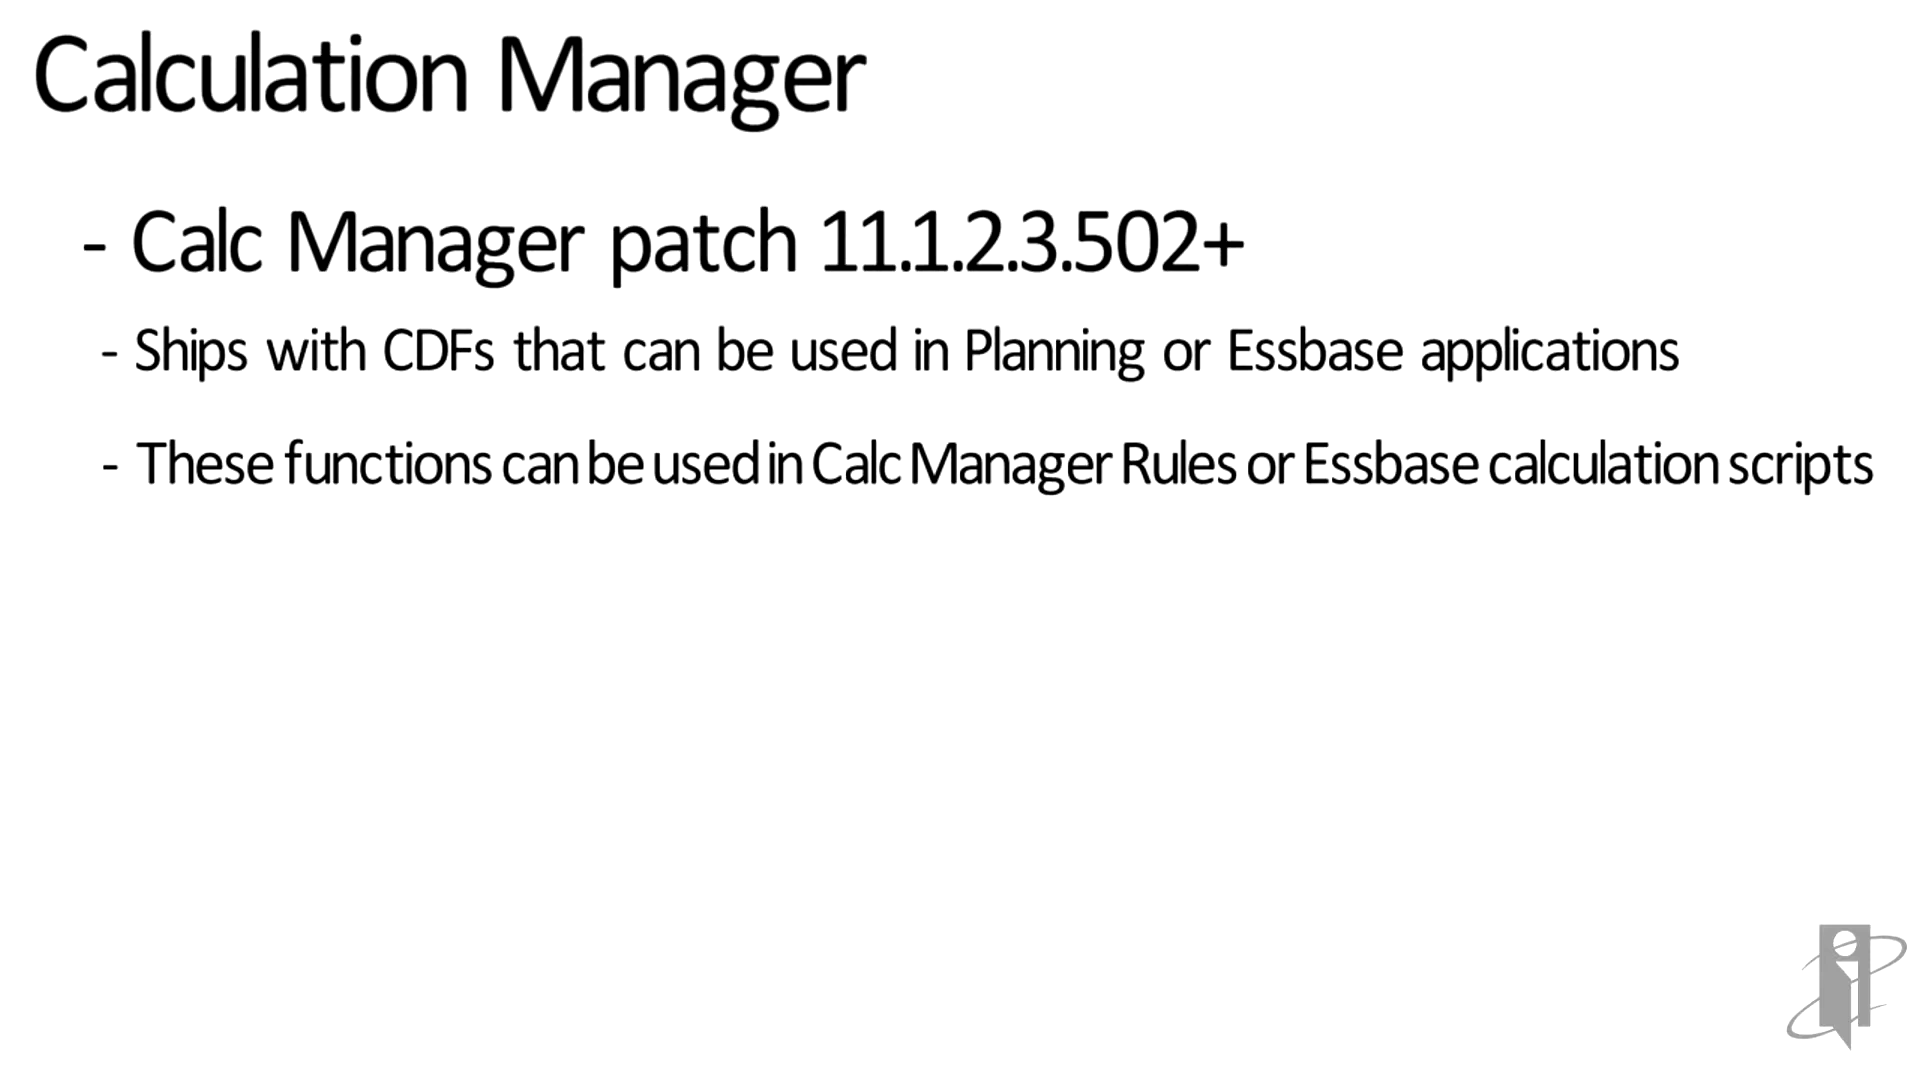 Calculation Manager
- Calc Manager patch 11.1.2.3.502+
- Ships with CDFs that can be used in Planning or Essbase applications
- These functions can be used in Calc Manager Rules or Essbase calculation scripts